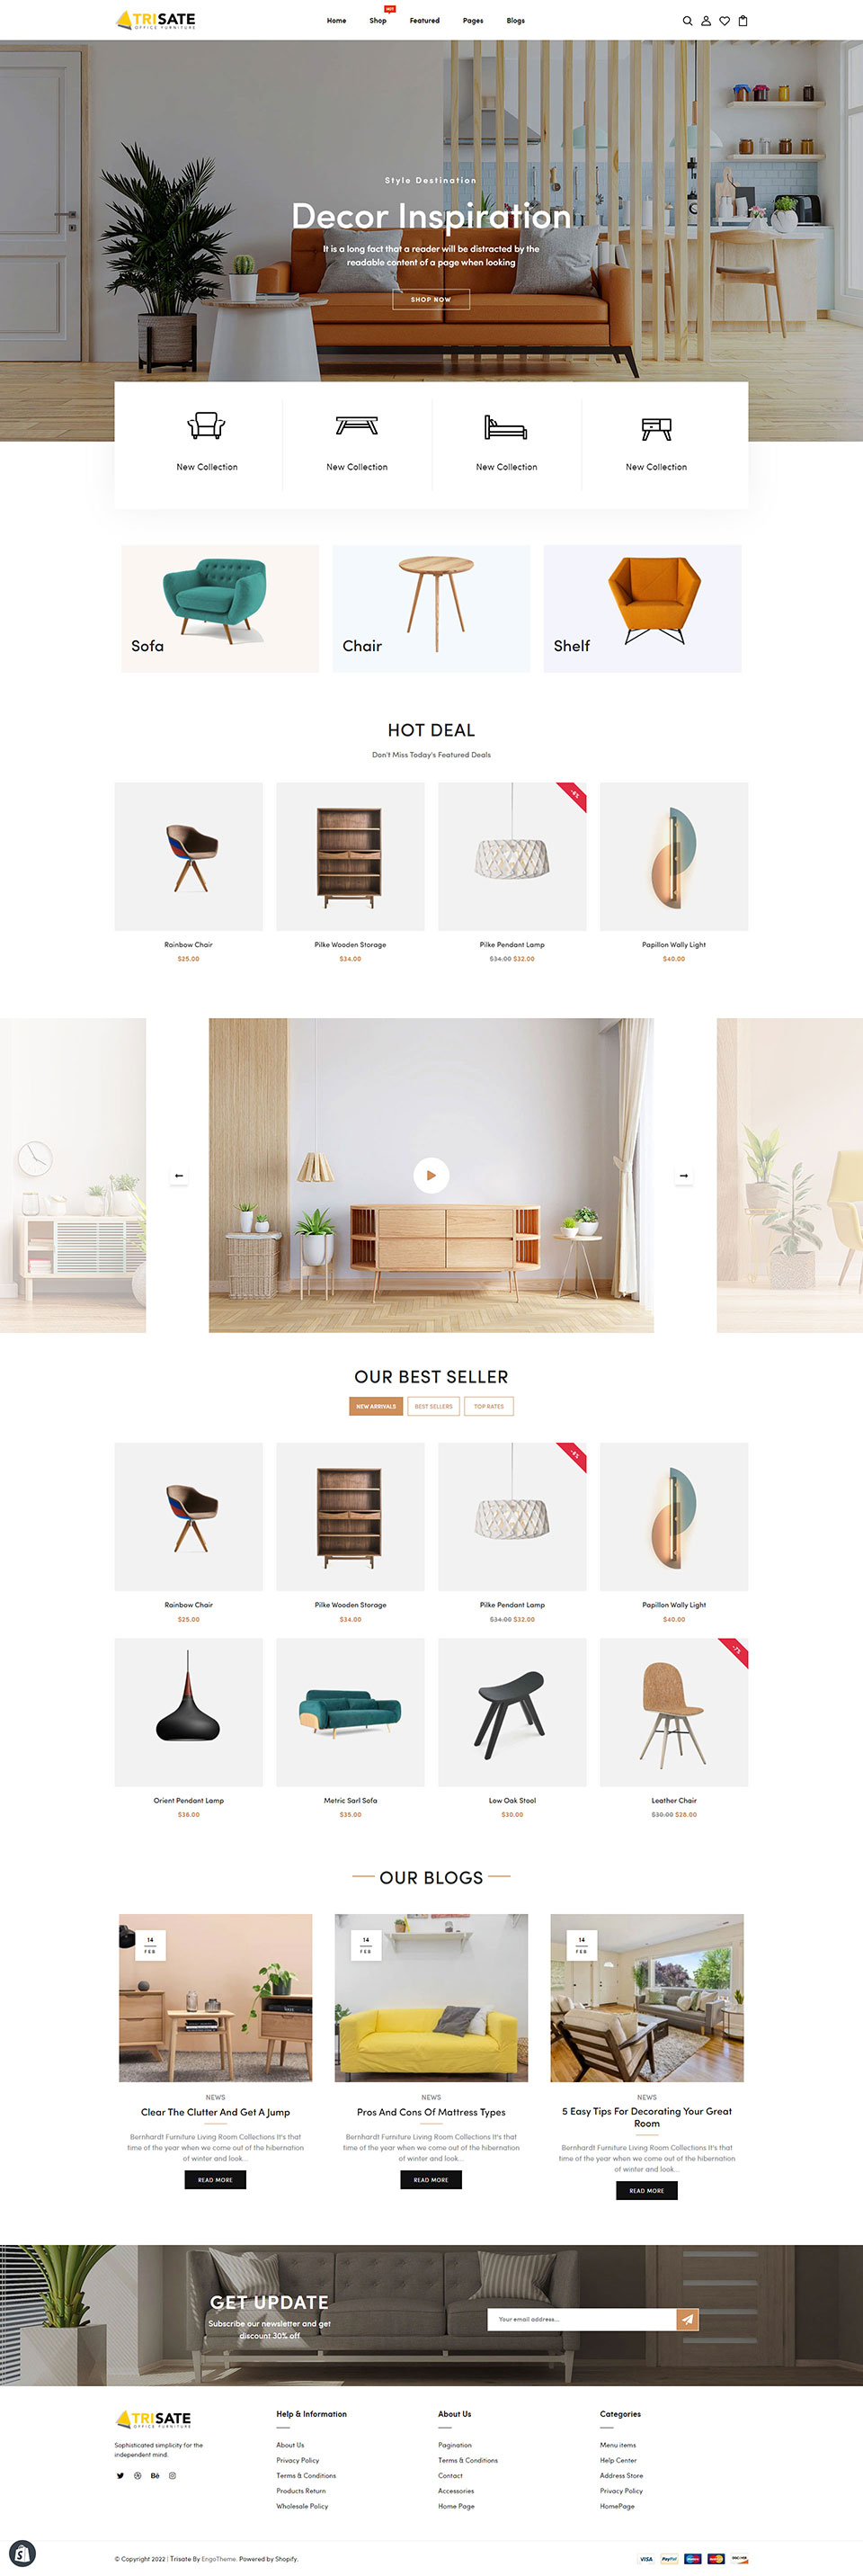 TRISATE
OFFICE FURNITURE
Home
Shop
HOT
Featured
Pages
Blogs
Style Destination
Decor Inspiration
It is a long fact that a reader will be distracted by the
readable content of a page when looking
SHOP NOW
New Collection
New Collection
New Collection
New Collection
Sofa
Chair
Shelf
HOT DEAL
Don't Miss Today's Featured Deals
Rainbow Chair
$25.00
Pilke Wooden Storage
$34.00
Pilke Pendant Lamp
$34.00 $32.00
Papillon Wally Light
$40.00
OUR BEST SELLER
NEW ARRIVALS
BEST SELLERS
TOP RATES
Rainbow Chair
$25.00
Pilke Wooden Storage
$34.00
Pilke Pendant Lamp
$34.00 $32.00
Papillon Wally Light
$40.00
-7%
Orient Pendant Lamp
$36.00
Metric Sarl Sofa
$35.00
Low Oak Stool
$30.00
Leather Chair
$30.00 $28.00
OUR BLOGS
14
FEB
14
FEB
14
FEB
NEWS
Clear The Clutter And Get A Jump
Bernhardt Furniture Living Room Collections It's that
time of the year when we come out of the hibernation
of winter and look...
READ MORE
NEWS
Pros And Cons Of Mattress Types
Bernhardt Furniture Living Room Collections It's that
time of the year when we come out of the hibernation
of winter and look...
READ MORE
NEWS
5 Easy Tips For Decorating Your Great
Room
Bernhardt Furniture Living Room Collections It's that
time of the year when we come out of the hibernation
of winter and look...
READ MORE
GET UPDATE
Subscribe our newsletter and get
discount 30% off
Your email address...
TRISATE
OFFICE FURNITURE
Sophisticated simplicity for the
independent mind.
Bē
Help & Information
About Us
Privacy Policy
Terms & Conditions
Products Return
Wholesale Policy
About Us
Pagination
Terms & Conditions
Contact
Accessories
Home Page
Categories
Menu items
Help Center
Address Store
Privacy Policy
HomePage
© Copyright 2022 | Trisate By EngoTheme. Powered by Shopify.
VISA
PayPal
DISCOVER